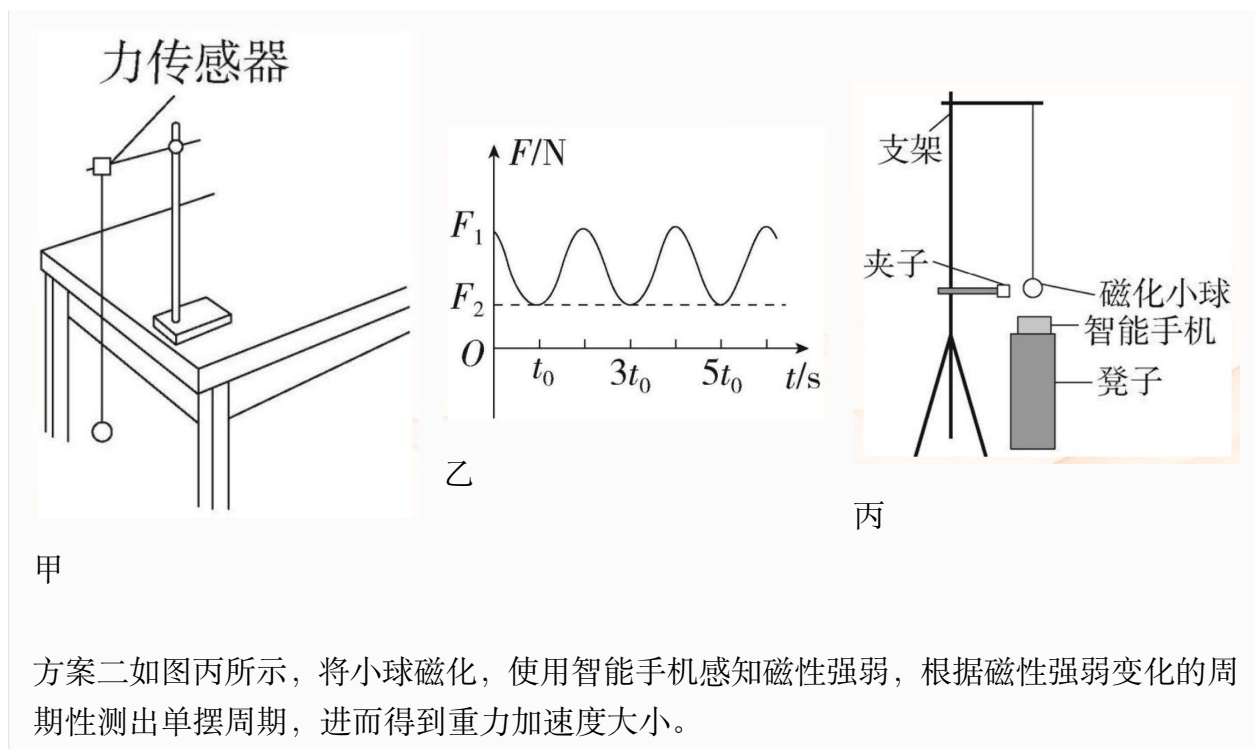 力传感器
甲
F/N
F₁
F₂
O
t₀
3t₀
5t₀
t/s
乙
支架
夹子
磁化小球
智能手机
凳子
丙
方案二如图丙所示，将小球磁化，使用智能手机感知磁性强弱，根据磁性强弱变化的周
期性测出单摆周期，进而得到重力加速度大小。